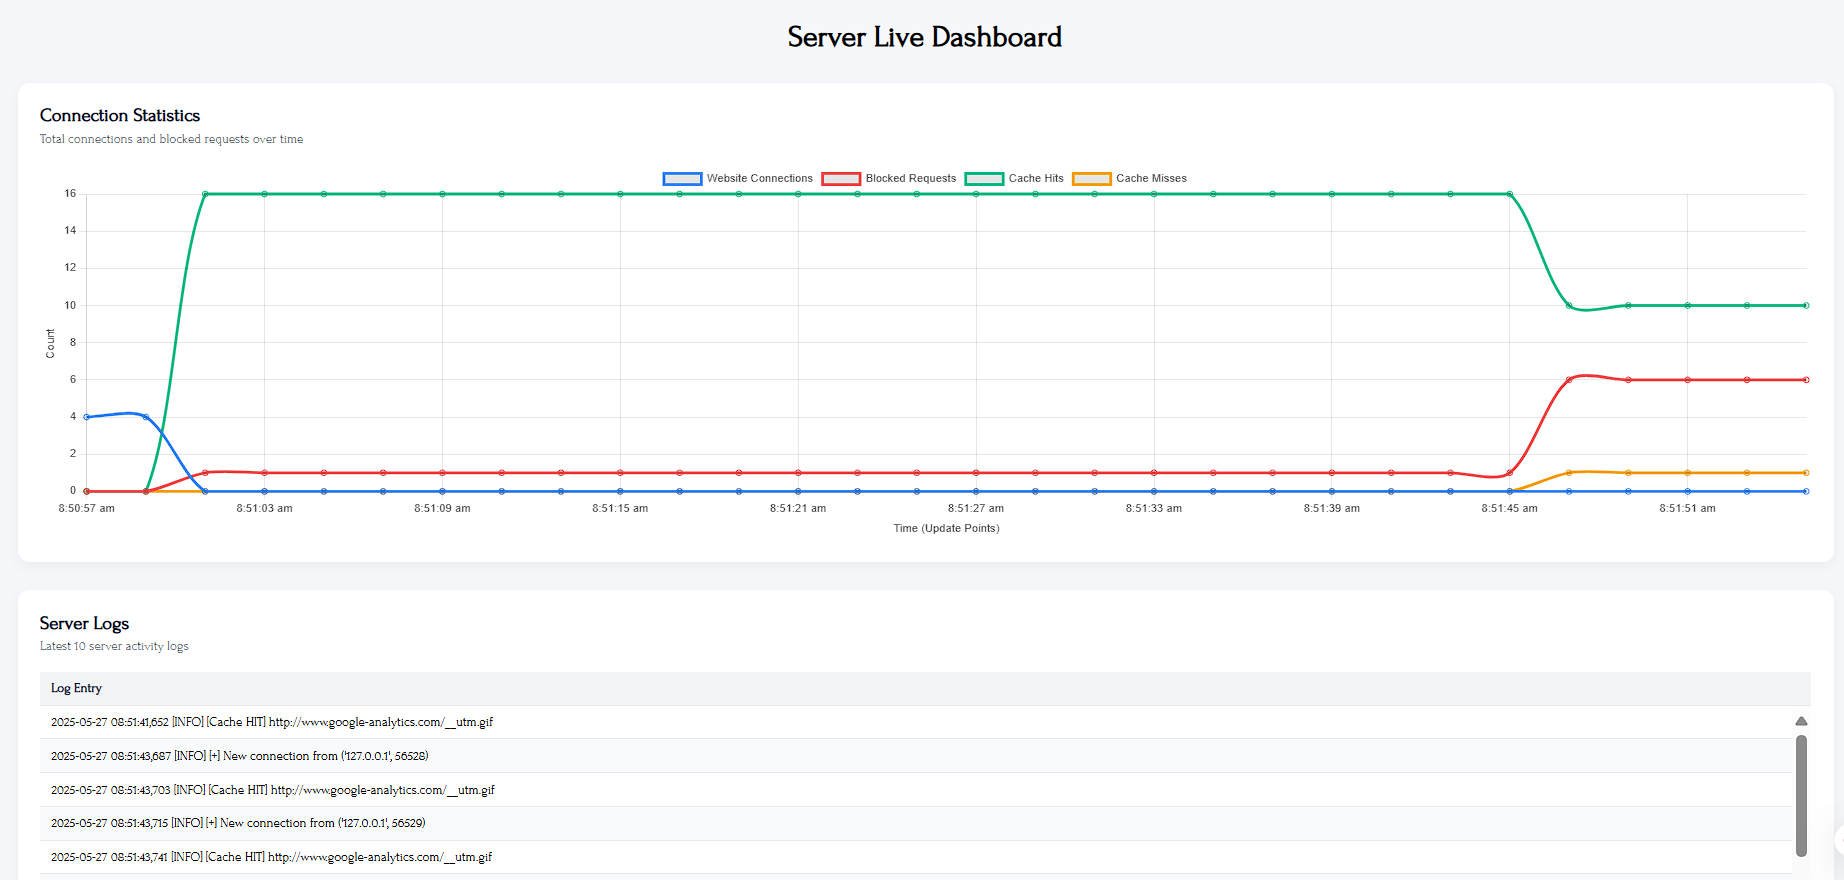 Server Live Dashboard
Connection Statistics
Total connections and blocked requests over time
Website Connections Blocked Requests Cache Hits Cache Misses
16
14
12
10
8
6
4
2
0
Count
8:50:57 am 8:51:03 am 8:51:09 am 8:51:15 am 8:51:21 am 8:51:27 am 8:51:33 am 8:51:39 am 8:51:45 am 8:51:51 am
Time (Update Points)
Server Logs
Latest 10 server activity logs
Log Entry
2025-05-27 08:51:41,652 [INFO] [Cache HIT] http://www.google-analytics.com/__utm.gif
2025-05-27 08:51:43,687 [INFO] [+] New connection from ('127.0.0.1', 56528)
2025-05-27 08:51:43,703 [INFO] [Cache HIT] http://www.google-analytics.com/__utm.gif
2025-05-27 08:51:43,715 [INFO] [+] New connection from ('127.0.0.1', 56529)
2025-05-27 08:51:43,741 [INFO] [Cache HIT] http://www.google-analytics.com/__utm.gif